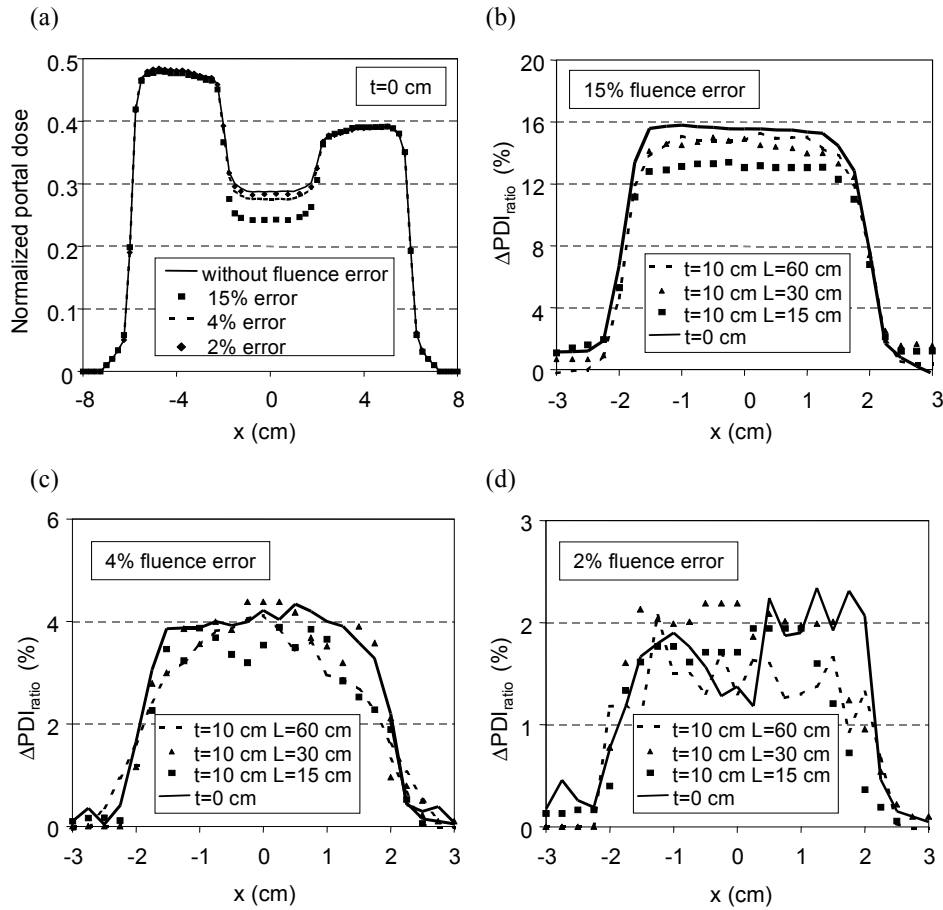 (a)
Normalized portal dose
0.5
0.4
0.3
0.2
0.1
0
t=0 cm
without fluence error
15% error
4% error
2% error
-8 -4 0 4 8
x (cm)
(b)
ΔPDI_ratio (%)
20
16
12
8
4
0
15% fluence error
t=10 cm L=60 cm
t=10 cm L=30 cm
t=10 cm L=15 cm
t=0 cm
-3 -2 -1 0 1 2 3
x (cm)
(c)
ΔPDI_ratio (%)
6
4
2
0
4% fluence error
t=10 cm L=60 cm
t=10 cm L=30 cm
t=10 cm L=15 cm
t=0 cm
-3 -2 -1 0 1 2 3
x (cm)
(d)
ΔPDI_ratio (%)
3
2
1
0
2% fluence error
t=10 cm L=60 cm
t=10 cm L=30 cm
t=10 cm L=15 cm
t=0 cm
-3 -2 -1 0 1 2 3
x (cm)